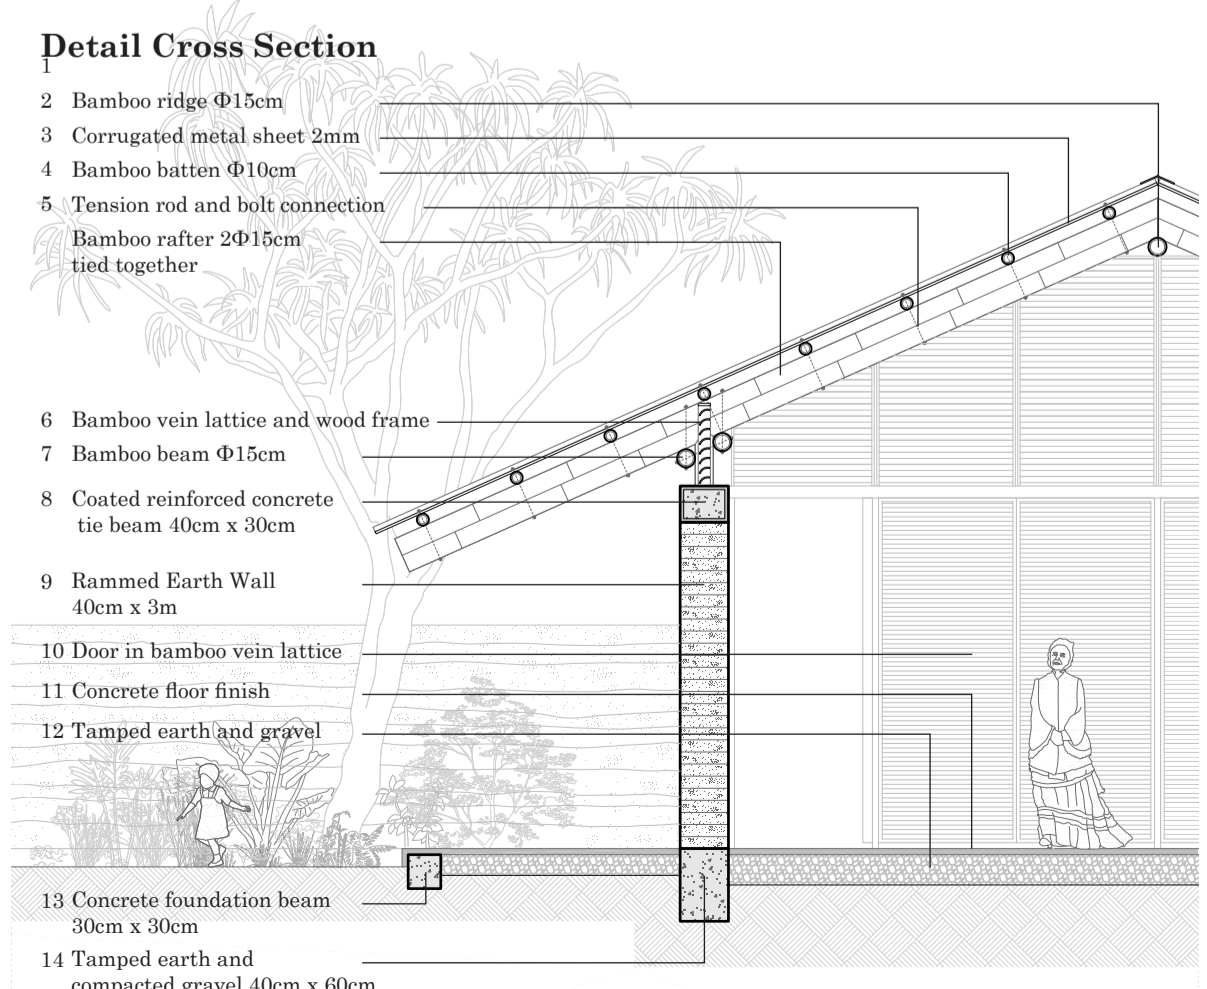 Detail Cross Section
1
2 Bamboo ridge Φ15cm
3 Corrugated metal sheet 2mm
4 Bamboo batten Φ10cm
5 Tension rod and bolt connection
Bamboo rafter 2Φ15cm
tied together
6 Bamboo vein lattice and wood frame
7 Bamboo beam Φ15cm
8 Coated reinforced concrete
tie beam 40cm x 30cm
9 Rammed Earth Wall
40cm x 3m
10 Door in bamboo vein lattice
11 Concrete floor finish
12 Tamped earth and gravel
13 Concrete foundation beam
30cm x 30cm
14 Tamped earth and
compacted gravel 40cm x 60cm